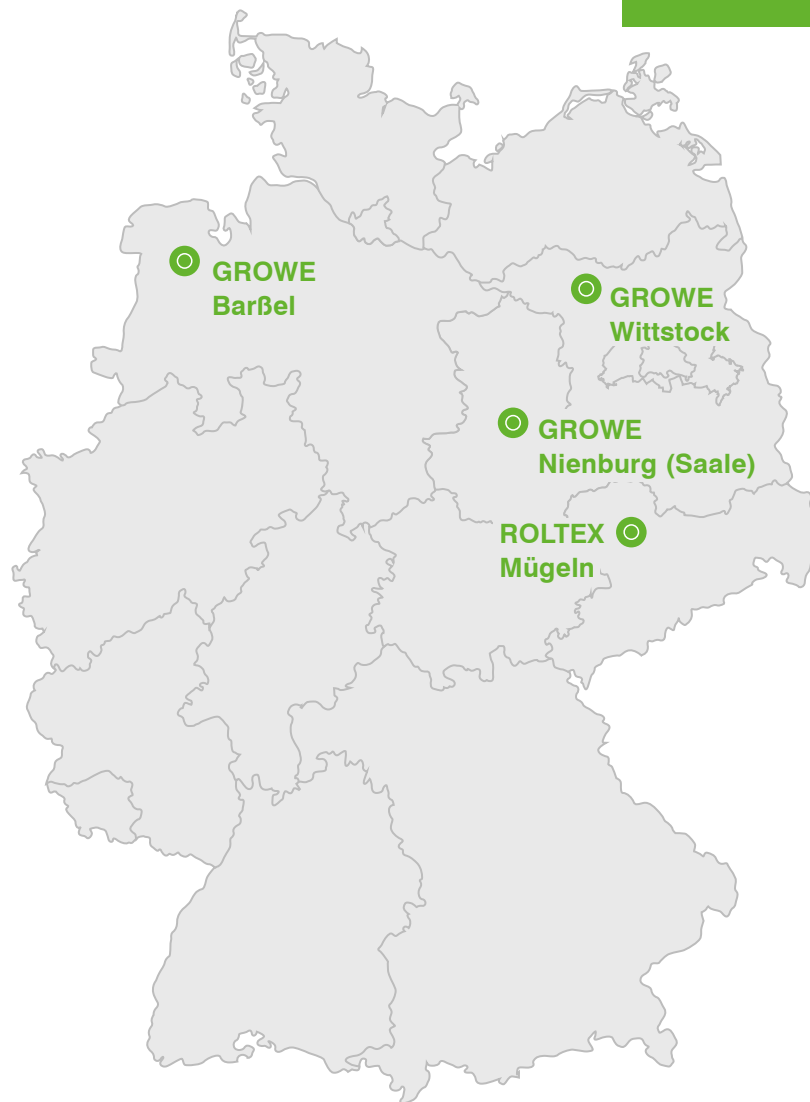 GROWE
Barßel
GROWE
Wittstock
GROWE
Nienburg (Saale)
ROLTEX
Mügeln